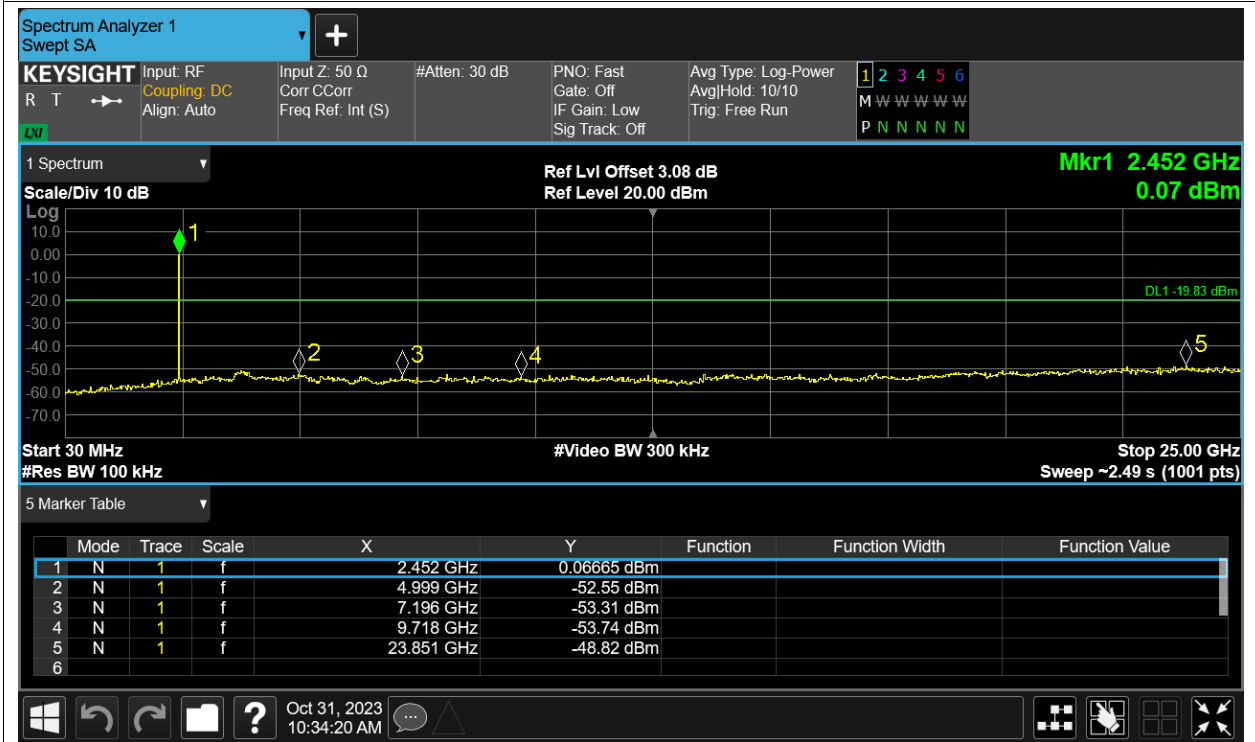 Spectrum Analyzer 1
Swept SA
+
KEYSIGHT Input: RF Input Z: 50 Ω #Atten: 30 dB PNO: Fast Avg Type: Log-Power 1 2 3 4 5 6
R T Coupling: DC Corr CCorr Gate: Off Avg|Hold: 10/10 M W W W W W
Align: Auto Freq Ref: Int (S) IF Gain: Low Trig: Free Run
LXI Sig Track: Off P N N N N N
1 Spectrum Ref Lvl Offset 3.08 dB Mkr1 2.452 GHz
Scale/Div 10 dB Ref Level 20.00 dBm 0.07 dBm
Log
10.0 1
0.00
-10.0
-20.0 DL1 -19.83 dBm
-30.0
-40.0 2 3 4 5
-50.0
-60.0
-70.0
Start 30 MHz #Video BW 300 kHz Stop 25.00 GHz
#Res BW 100 kHz Sweep ~2.49 s (1001 pts)
5 Marker Table
Mode Trace Scale X Y Function Function Width Function Value
1 N 1 f 2.452 GHz 0.06665 dBm
2 N 1 f 4.999 GHz -52.55 dBm
3 N 1 f 7.196 GHz -53.31 dBm
4 N 1 f 9.718 GHz -53.74 dBm
5 N 1 f 23.851 GHz -48.82 dBm
6
? Oct 31, 2023
10:34:20 AM